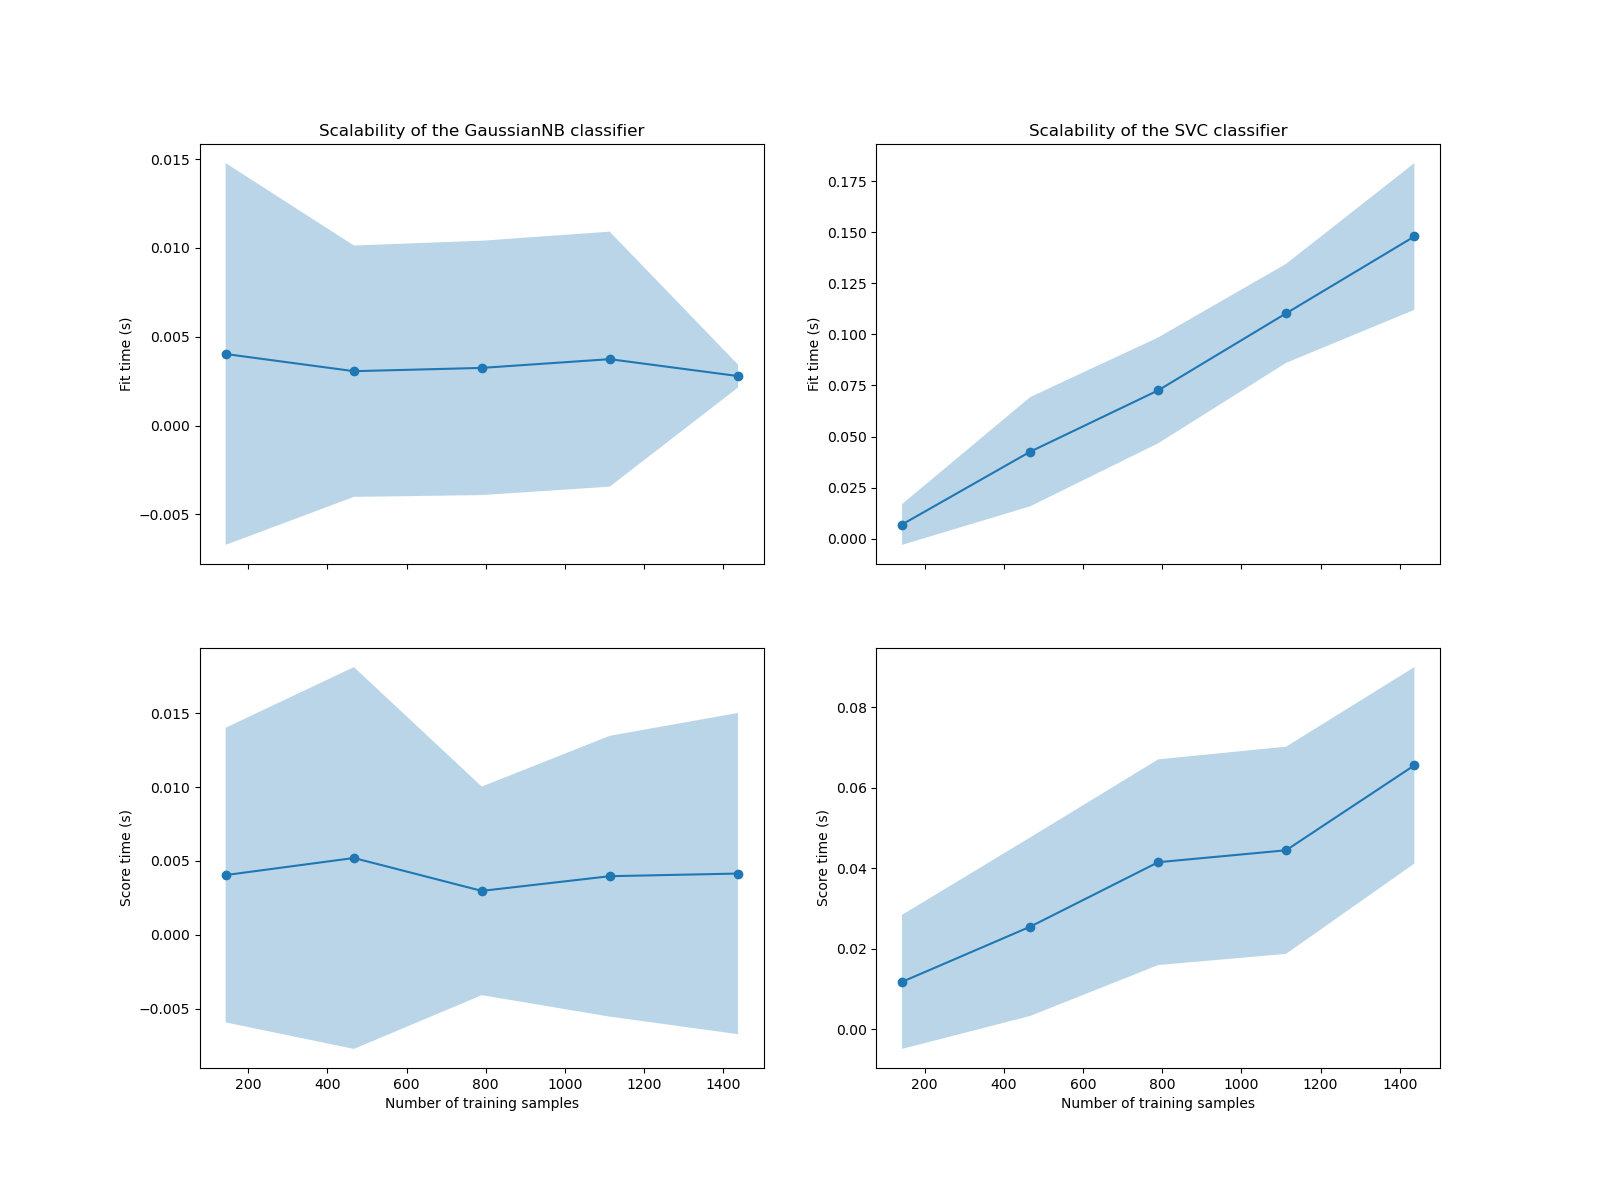 Scalability of the GaussianNB classifier
0.015
0.010
0.005
0.000
−0.005
Fit time (s)
Scalability of the SVC classifier
0.175
0.150
0.125
0.100
0.075
0.050
0.025
0.000
Fit time (s)
0.015
0.010
0.005
0.000
−0.005
Score time (s)
200 400 600 800 1000 1200 1400
Number of training samples
0.08
0.06
0.04
0.02
0.00
Score time (s)
200 400 600 800 1000 1200 1400
Number of training samples